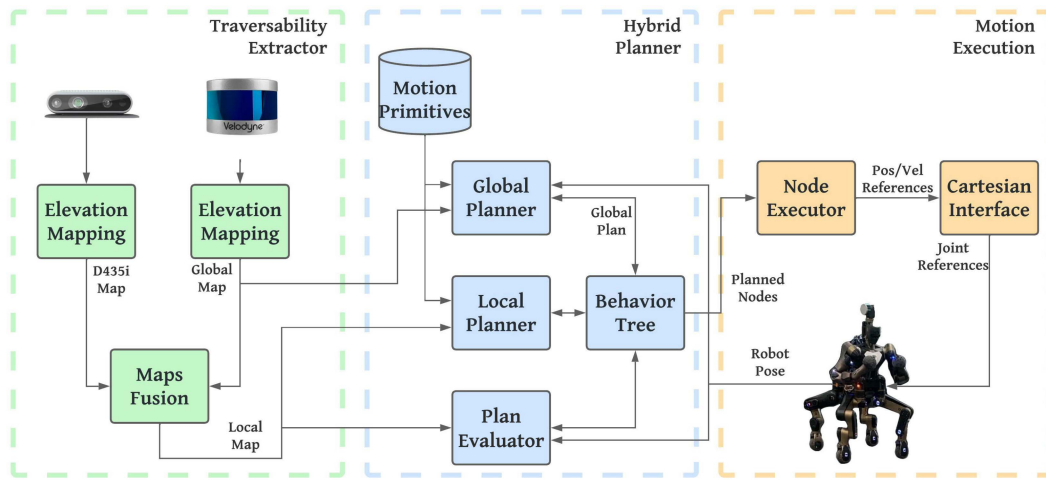 Traversability
Extractor
Hybrid
Planner
Motion
Execution
Velodyne
Motion
Primitives
Elevation
Mapping
Elevation
Mapping
Global
Planner
Global
Plan
Node
Executor
Pos/Vel
References
Cartesian
Interface
D435i
Map
Global
Map
Joint
References
Local
Planner
Behavior
Tree
Planned
Nodes
Maps
Fusion
Robot
Pose
Local
Map
Plan
Evaluator